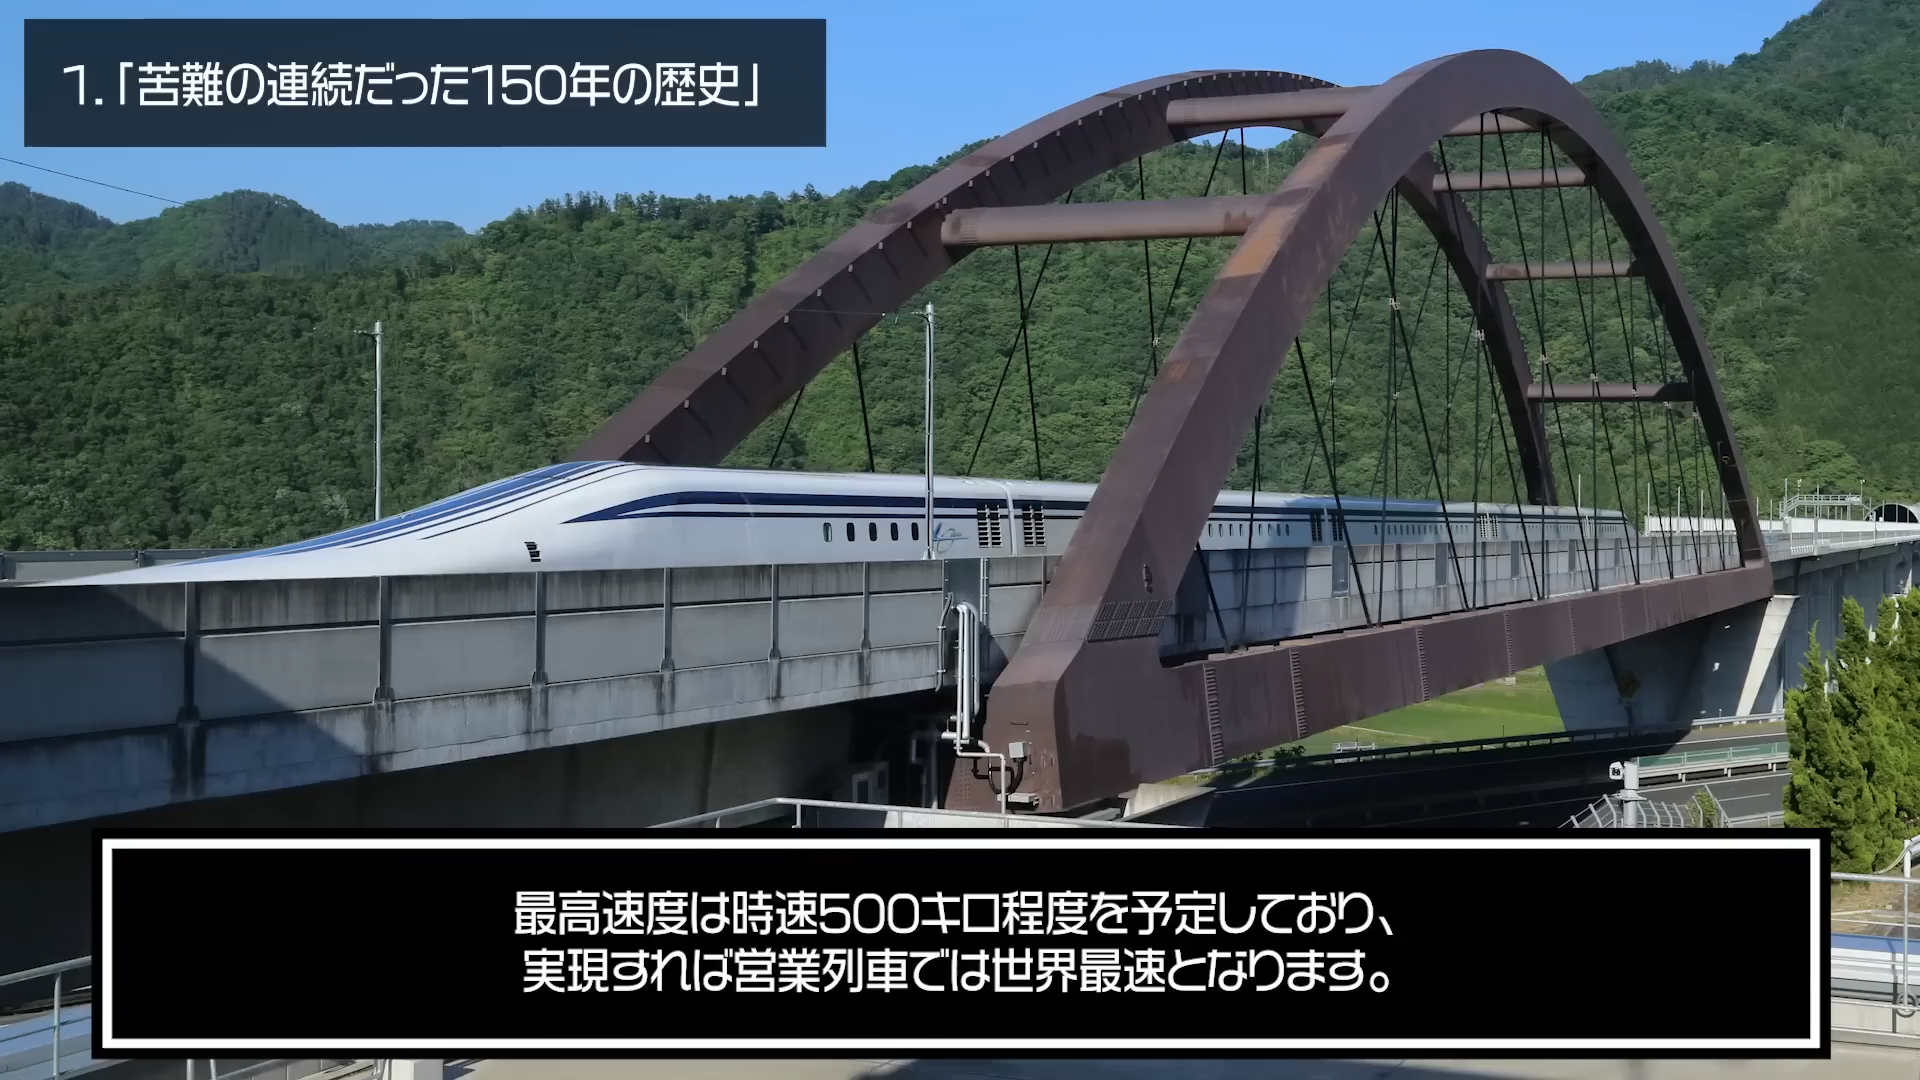 1.「苦難の連続だった150年の歴史」
最高速度は時速500キロ程度を予定しており、
実現すれば営業列車では世界最速となります。